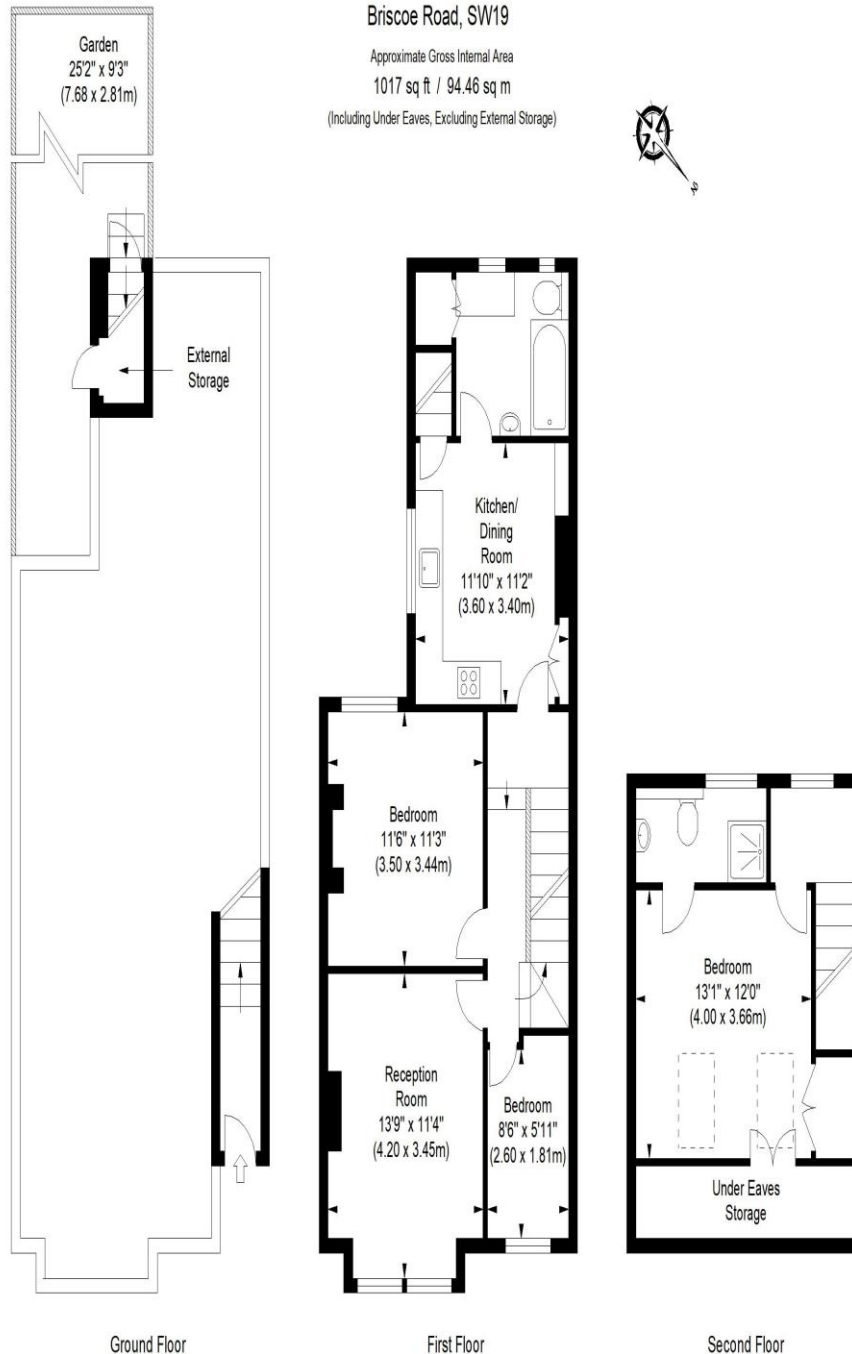 Briscoe Road, SW19
Approximate Gross Internal Area
1017 sq ft / 94.46 sq m
(Including Under Eaves, Excluding External Storage)
N
Garden
25'2" x 9'3"
(7.68 x 2.81m)
External
Storage
Ground Floor
Kitchen/
Dining
Room
11'10" x 11'2"
(3.60 x 3.40m)
Bedroom
11'6" x 11'3"
(3.50 x 3.44m)
Reception
Room
13'9" x 11'4"
(4.20 x 3.45m)
Bedroom
8'6" x 5'11"
(2.60 x 1.81m)
First Floor
Bedroom
13'1" x 12'0"
(4.00 x 3.66m)
Under Eaves
Storage
Second Floor